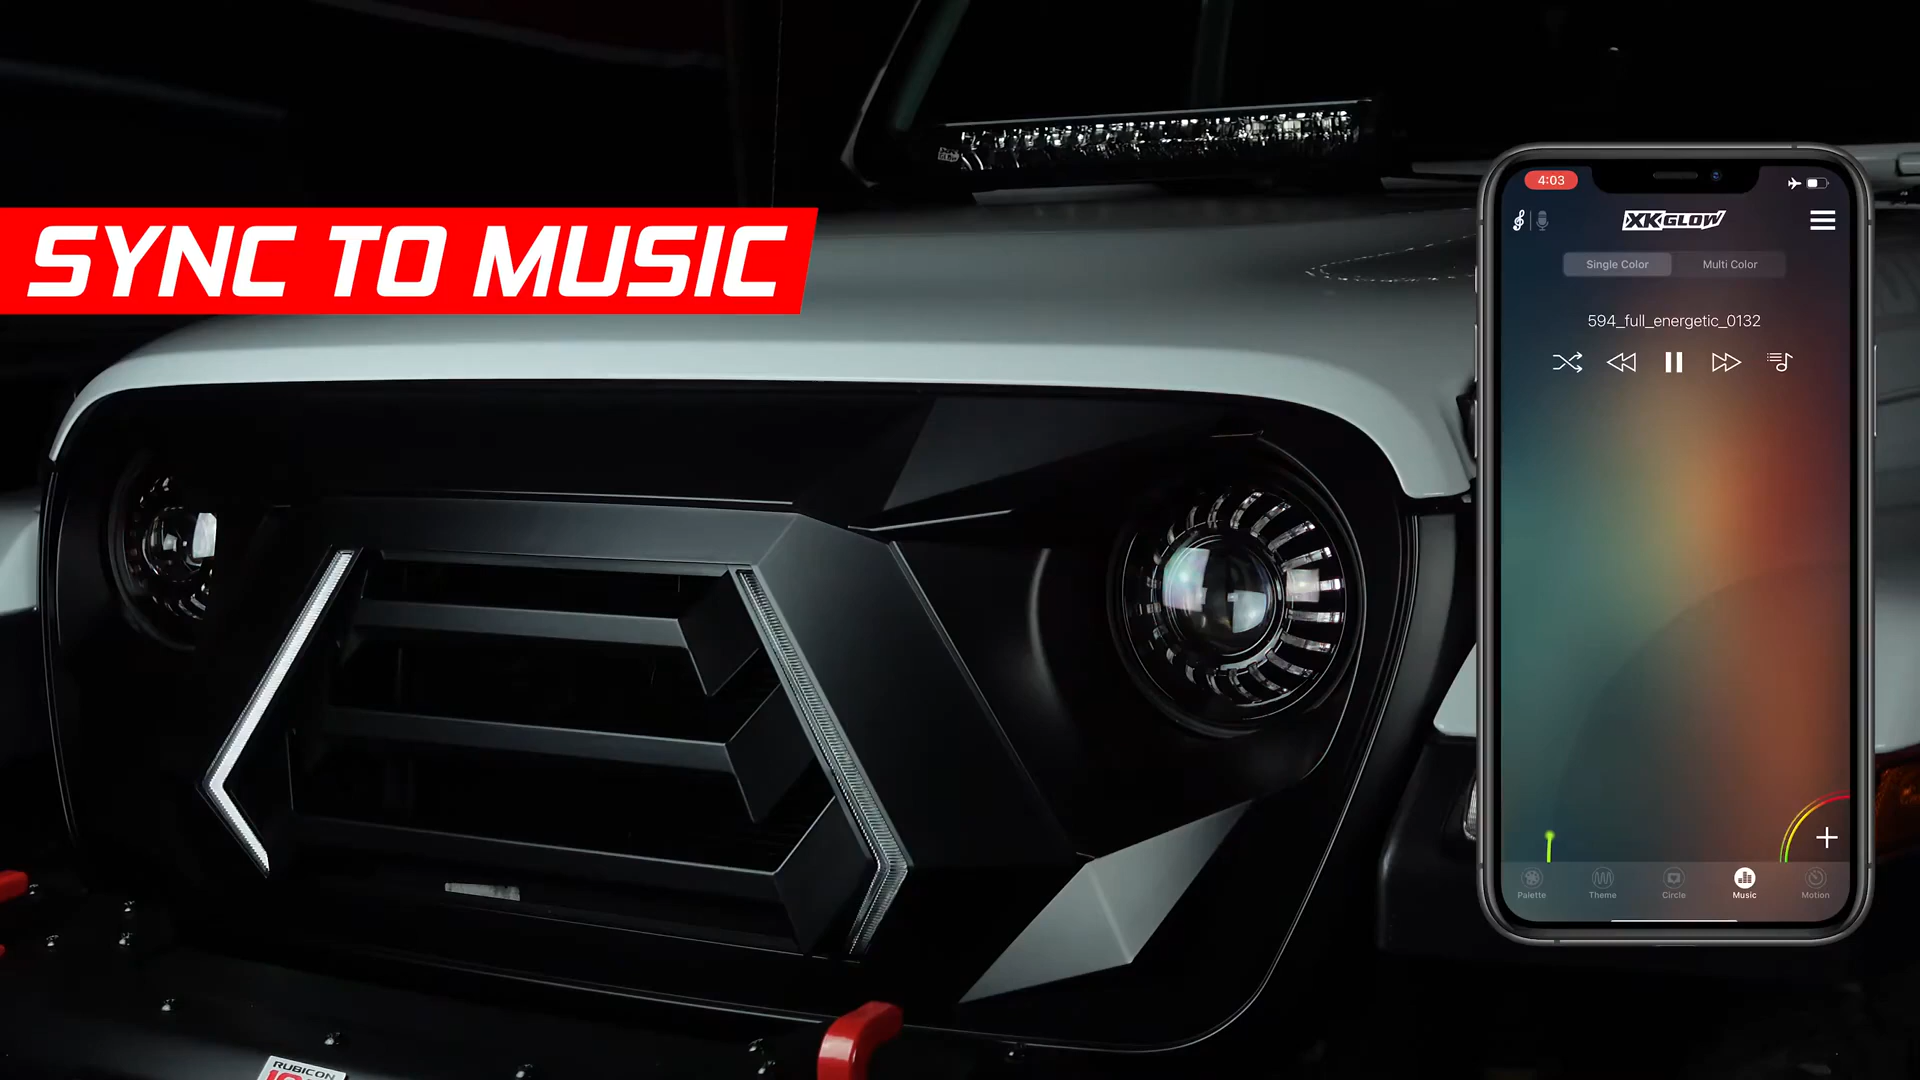 SYNC TO MUSIC
4:03
XKGLOW
Single Color
Multi Color
594_full_energetic_0132
Palette
Theme
Circle
Music
Motion
RUBICON